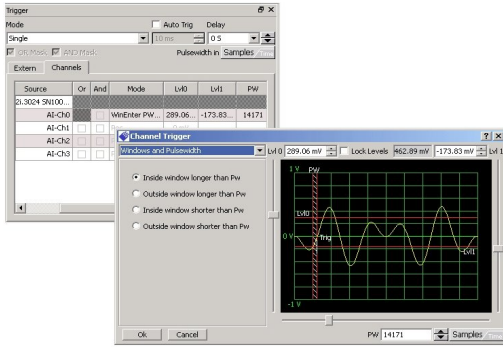 Trigger
Mode
Auto Trig
Delay
Single
10 ms
0 S
OR Mask
AND Mask
Pulsewidth in
Samples
Time
Extern
Channels
Source Or And Mode Lvl0 Lvl1 PW
2i.3024 SN100...
AI-Ch0 WinEnter PW... 289.06... -173.83... 14171
AI-Ch1
AI-Ch2
AI-Ch3
Channel Trigger
Windows and Pulsewidth
Lvl 0 289.06 mV Lock Levels 462.89 mV -173.83 mV Lvl 1
Inside window longer than Pw
Outside window longer than Pw
Inside window shorter than Pw
Outside window shorter than Pw
1 V
PW
Lvl0
0 V
Trig
Lvl1
-1 V
Ok
Cancel
PW 14171
Samples
Time